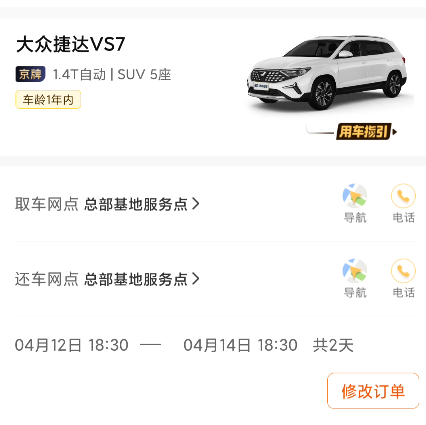 大众捷达VS7
京牌 1.4T自动 | SUV 5座
车龄1年内
用车指引
取车网点 总部基地服务点
导航
电话
还车网点 总部基地服务点
导航
电话
04月12日 18:30 — 04月14日 18:30 共2天
修改订单